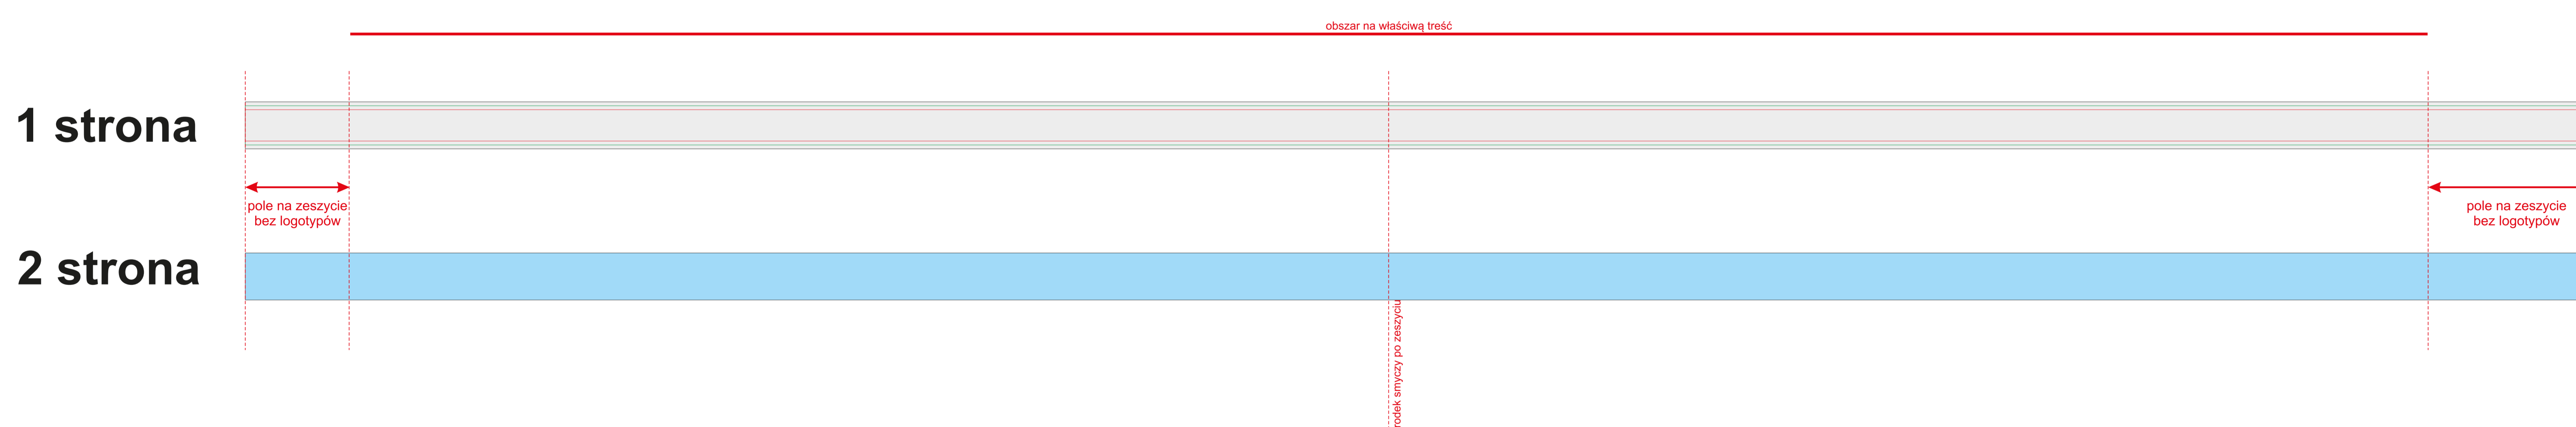 obszar na właściwą treść
1 strona
pole na zeszycie
bez logotypów
pole na zeszycie
bez logotypów
2 strona
rodek smyczy po zeszyciu